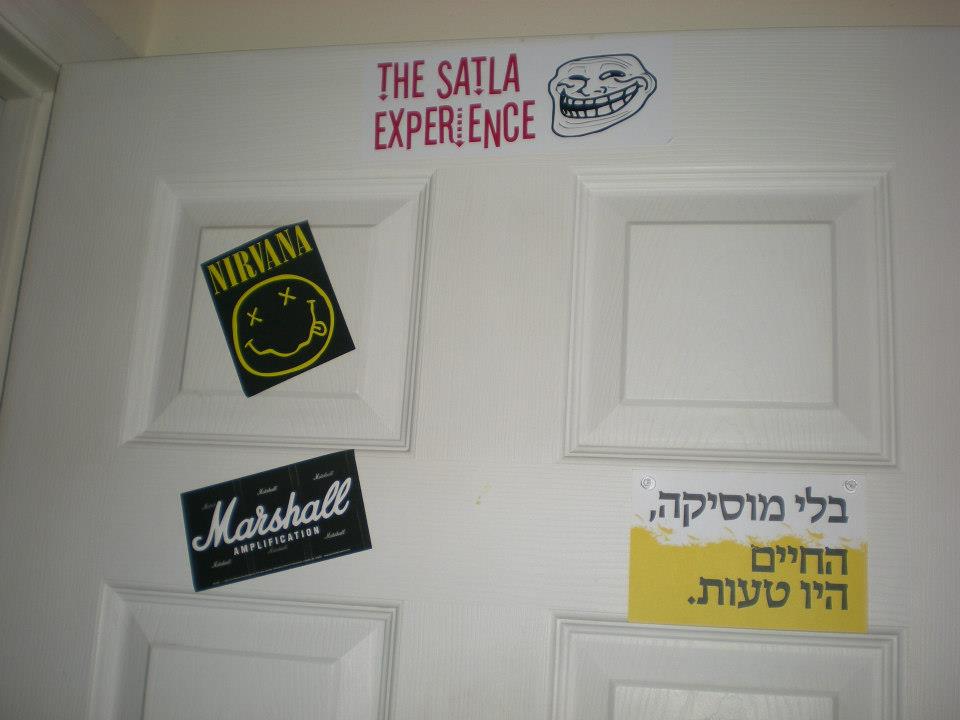 THE SATLA
EXPERiENCE
NIRVANA
Marshall
AMPLIFICATION
בלי מוסיקה,
החיים
היו טעות.